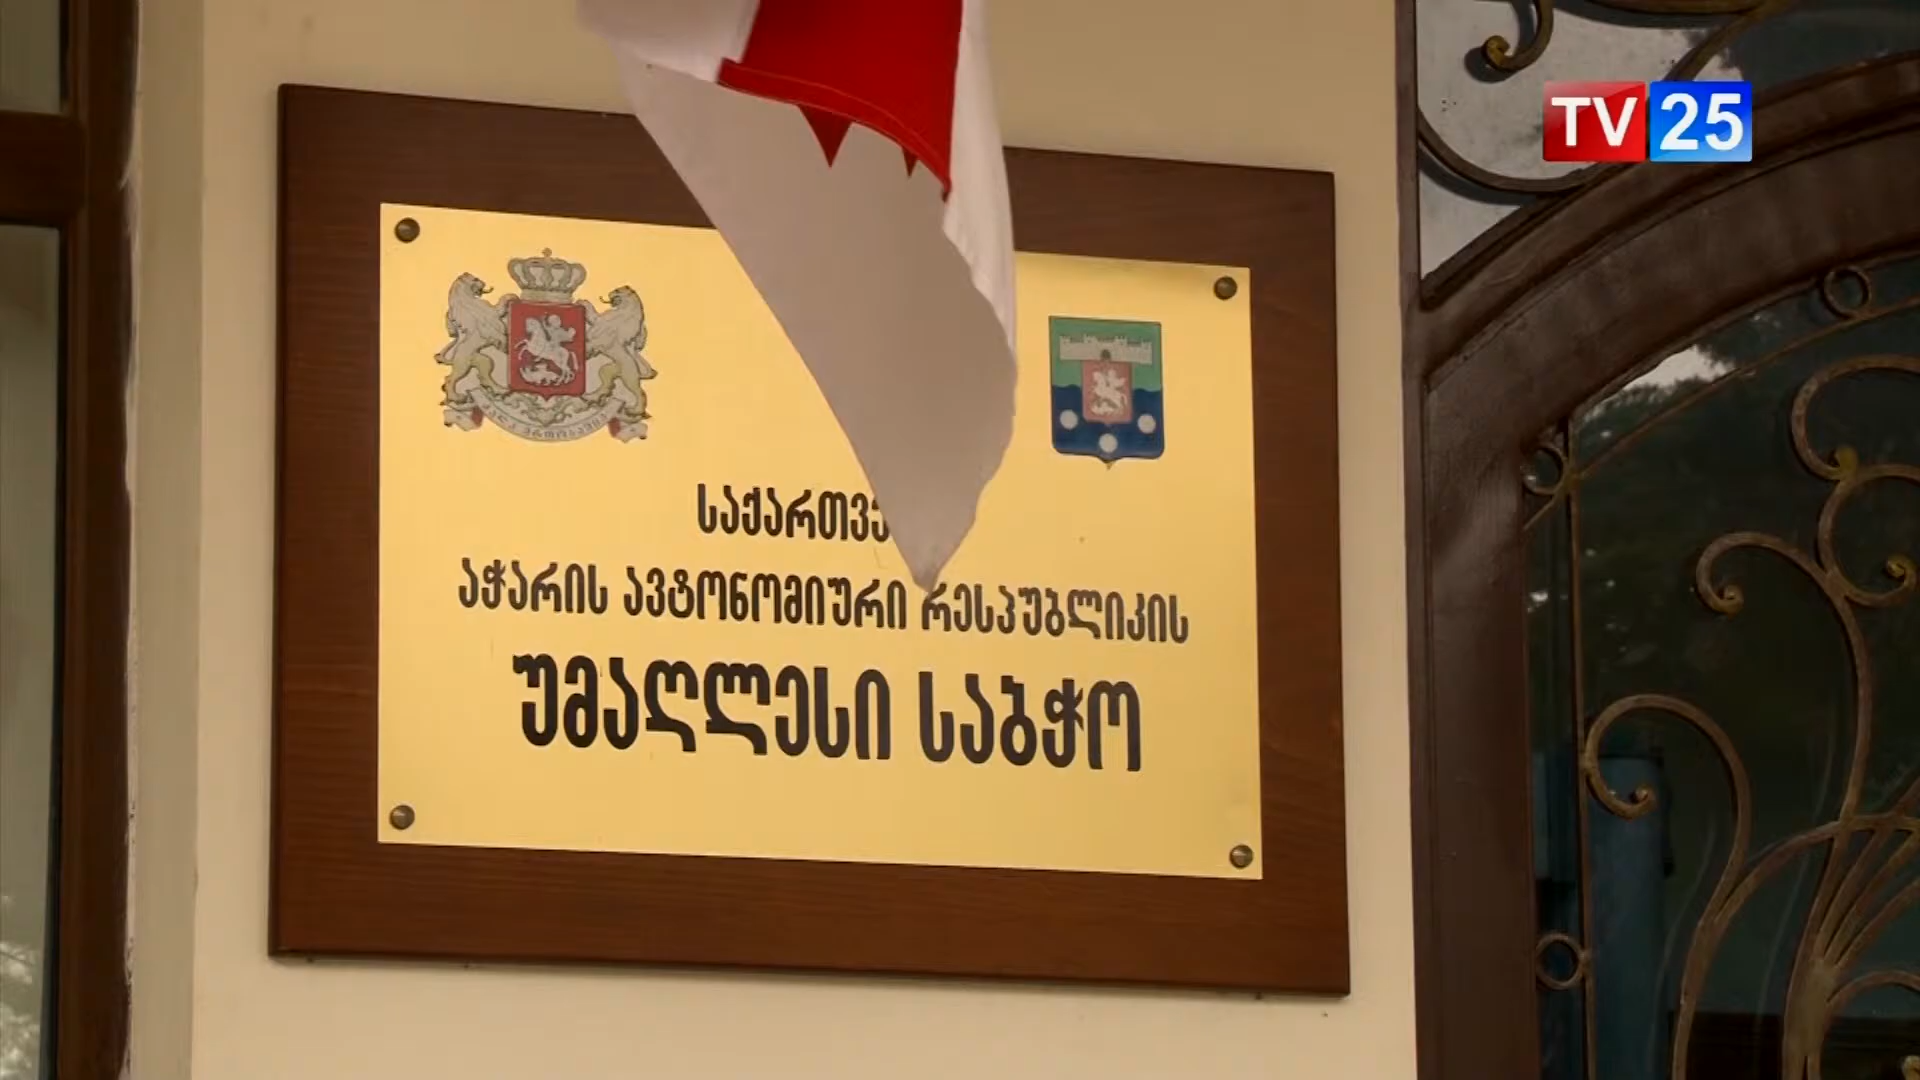 TV25
საქართვე
აჭარის ავტონომიური რესპუბლიკის
უმაღლესი საბჭო